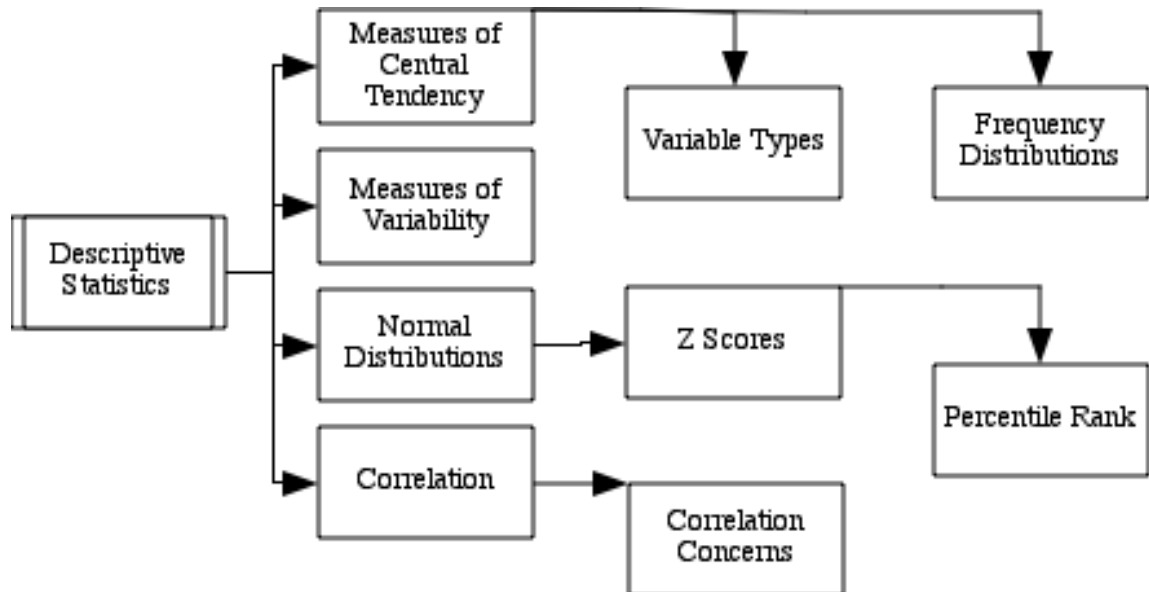 Measures of
Central
Tendency
Variable Types
Frequency
Distributions
Measures of
Variability
Descriptive
Statistics
Normal
Distributions
Z Scores
Percentile Rank
Correlation
Correlation
Concerns